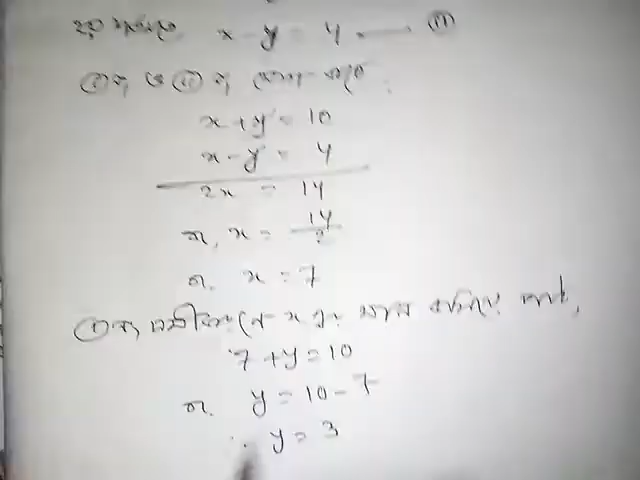 x - y = 4 —— (ii)
(i) ও (ii) যোগ করে
x + y = 10
x - y = 4
2x = 14
বা, x = 14/2
বা, x = 7
(i) নং সমীকরণে x এর মান বসিয়ে পাই,
7 + y = 10
বা, y = 10 - 7
∴ y = 3